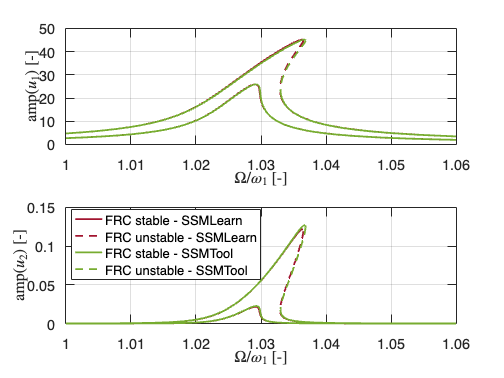 50
40
30
20
10
0
amp(u₁) [-]
1 1.01 1.02 1.03 1.04 1.05 1.06
Ω/ω₁ [-]
0.15
0.1
0.05
0
amp(u₂) [-]
FRC stable - SSMLearn
FRC unstable - SSMLearn
FRC stable - SSMTool
FRC unstable - SSMTool
1 1.01 1.02 1.03 1.04 1.05 1.06
Ω/ω₁ [-]